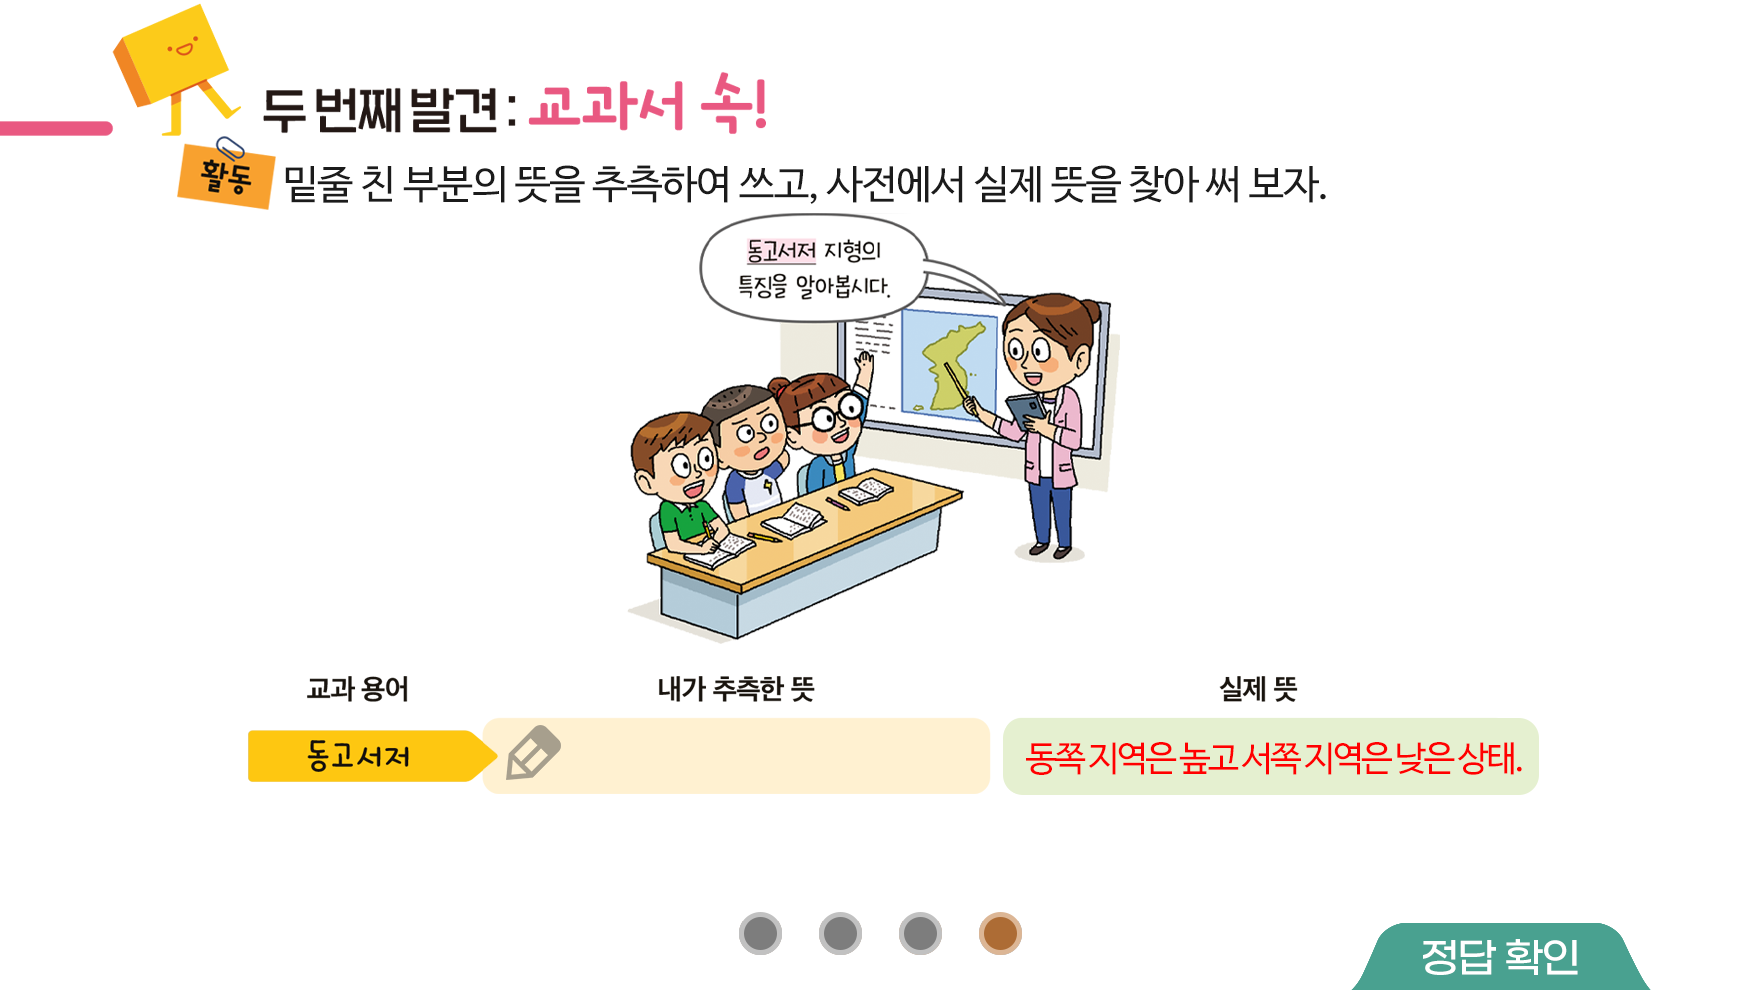 두 번째 발견: 교과서 속!
활동
밑줄 친 부분의 뜻을 추측하여 쓰고, 사전에서 실제 뜻을 찾아 써 보자.
동고서저 지형의
특징을 알아봅시다.
교과 용어
내가 추측한 뜻
실제 뜻
동고서저
동쪽 지역은 높고 서쪽 지역은 낮은 상태.
정답 확인